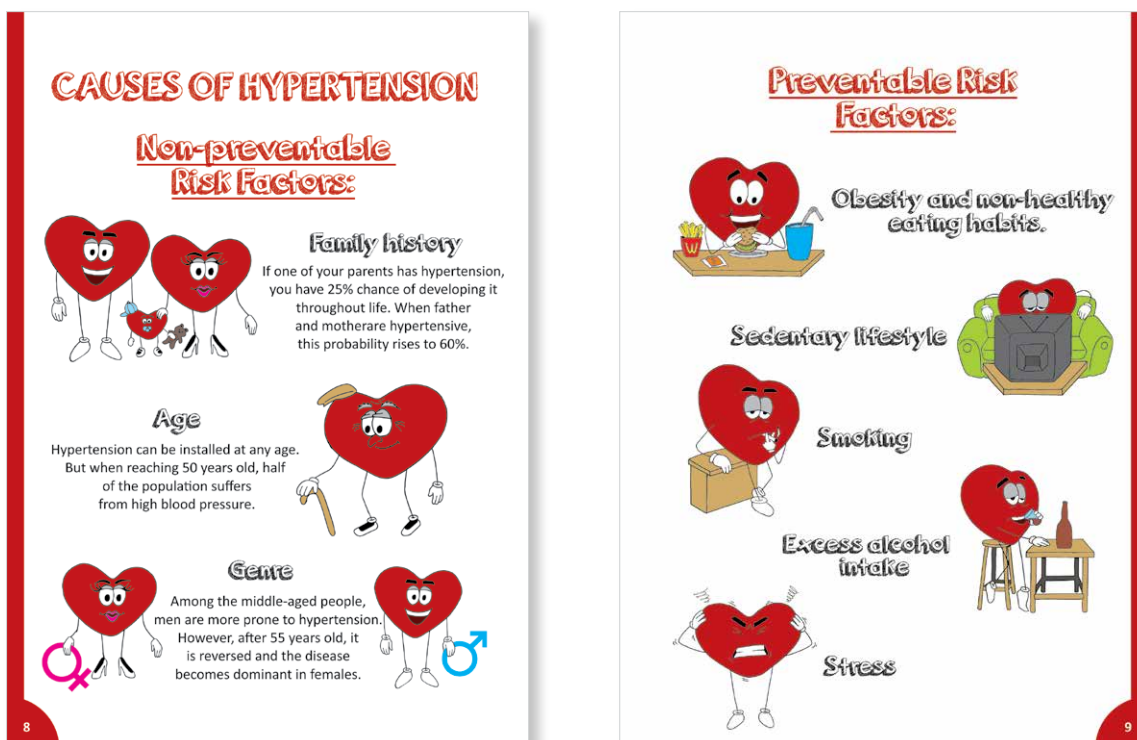 CAUSES OF HYPERTENSION
Non-preventable
Risk Factors:
Family history
If one of your parents has hypertension,
you have 25% chance of developing it
throughout life. When father
and motherare hypertensive,
this probability rises to 60%.
Age
Hypertension can be installed at any age.
But when reaching 50 years old, half
of the population suffers
from high blood pressure.
Genre
Among the middle-aged people,
men are more prone to hypertension.
However, after 55 years old, it
is reversed and the disease
becomes dominant in females.
8
Preventable Risk
Factors:
W
Obesity and non-healthy
eating habits.
Sedentary lifestyle
Smoking
Excess alcohol
intake
Stress
9